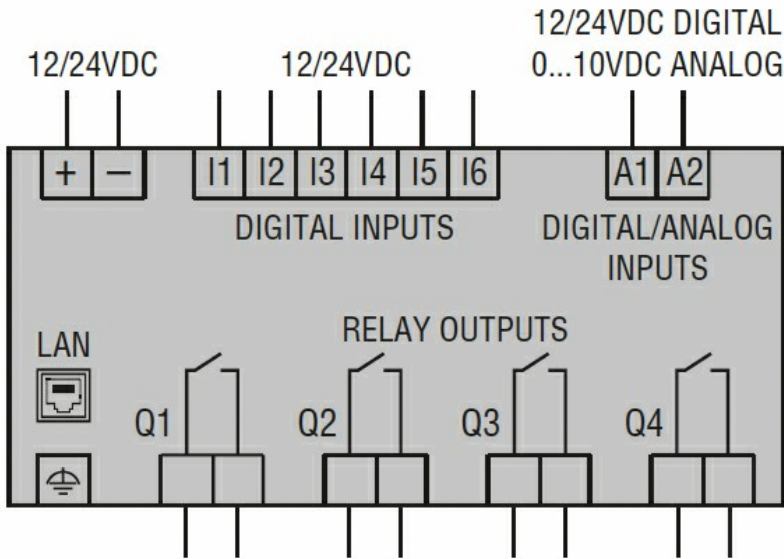 12/24VDC DIGITAL
12/24VDC 12/24VDC 0...10VDC ANALOG
+ − I1 I2 I3 I4 I5 I6 A1 A2
DIGITAL INPUTS DIGITAL/ANALOG
INPUTS
RELAY OUTPUTS
LAN
Q1 Q2 Q3 Q4